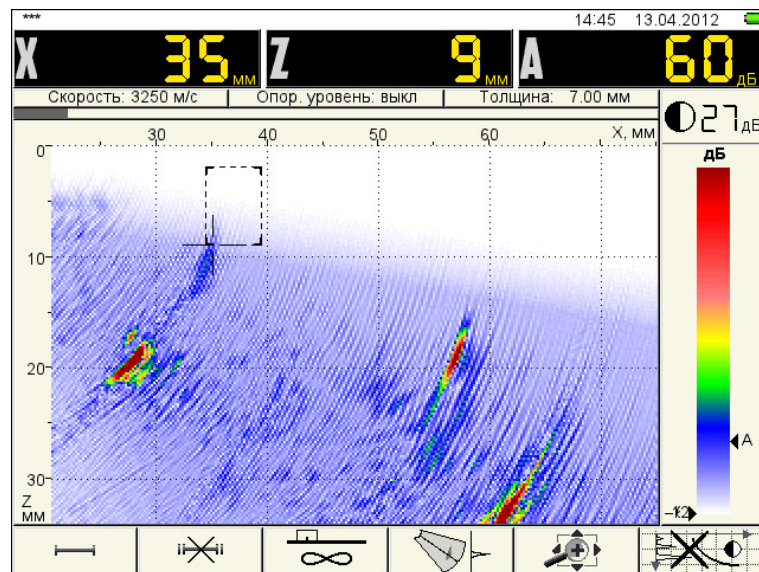 *** 14:45 13.04.2012
X 35 мм Z 9 мм A 60 дБ
Скорость: 3250 м/с Опор. уровень: выкл Толщина: 7.00 мм
27 дБ
30 40 50 60 X, мм
дБ
0
10
20
A
30
Z
мм